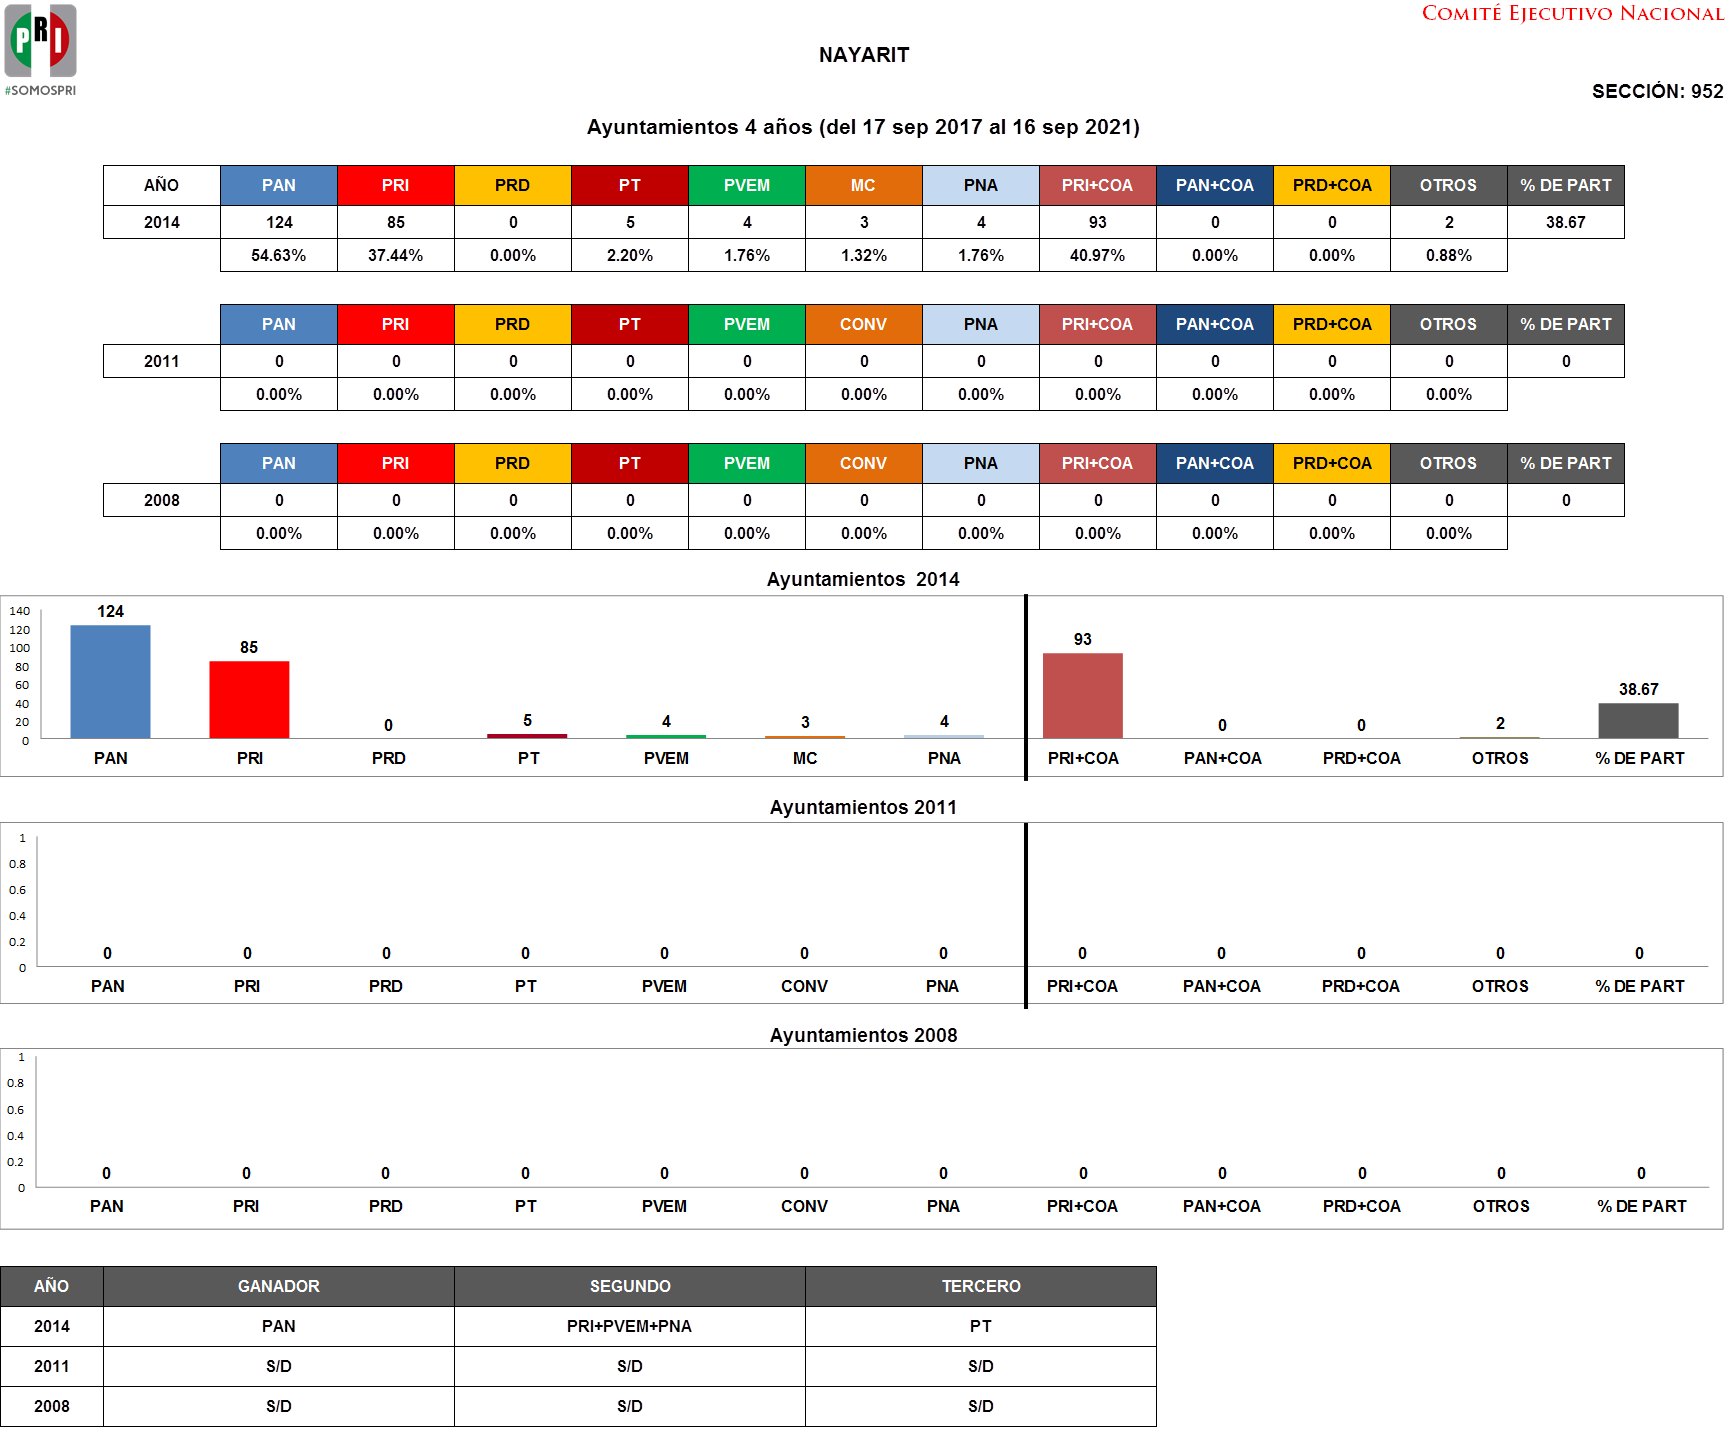 COMITÉ EJECUTIVO NACIONAL
PRI
#SOMOSPRI
NAYARIT
SECCIÓN: 952
Ayuntamientos 4 años (del 17 sep 2017 al 16 sep 2021)
AÑO PAN PRI PRD PT PVEM MC PNA PRI+COA PAN+COA PRD+COA OTROS % DE PART
2014 124 85 0 5 4 3 4 93 0 0 2 38.67
54.63% 37.44% 0.00% 2.20% 1.76% 1.32% 1.76% 40.97% 0.00% 0.00% 0.88%
PAN PRI PRD PT PVEM CONV PNA PRI+COA PAN+COA PRD+COA OTROS % DE PART
2011 0 0 0 0 0 0 0 0 0 0 0 0
0.00% 0.00% 0.00% 0.00% 0.00% 0.00% 0.00% 0.00% 0.00% 0.00% 0.00%
PAN PRI PRD PT PVEM CONV PNA PRI+COA PAN+COA PRD+COA OTROS % DE PART
2008 0 0 0 0 0 0 0 0 0 0 0 0
0.00% 0.00% 0.00% 0.00% 0.00% 0.00% 0.00% 0.00% 0.00% 0.00% 0.00%
Ayuntamientos 2014
140
120
100
80
60
40
20
0
124 85 0 5 4 3 4 93 0 0 2 38.67
PAN PRI PRD PT PVEM MC PNA PRI+COA PAN+COA PRD+COA OTROS % DE PART
Ayuntamientos 2011
1
0.8
0.6
0.4
0.2
0
0 0 0 0 0 0 0 0 0 0 0 0
PAN PRI PRD PT PVEM CONV PNA PRI+COA PAN+COA PRD+COA OTROS % DE PART
Ayuntamientos 2008
1
0.8
0.6
0.4
0.2
0
0 0 0 0 0 0 0 0 0 0 0 0
PAN PRI PRD PT PVEM CONV PNA PRI+COA PAN+COA PRD+COA OTROS % DE PART
AÑO GANADOR SEGUNDO TERCERO
2014 PAN PRI+PVEM+PNA PT
2011 S/D S/D S/D
2008 S/D S/D S/D